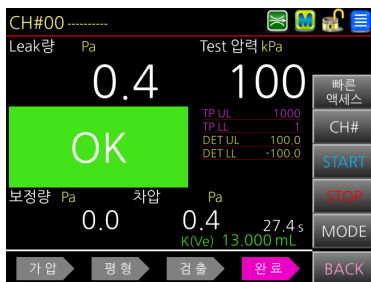 CH#00 ----------
M
Leak량 Pa Test 압력 kPa
0.4 100
빠른
액세스
TP UL 1000
TP LL 1
DET UL 100.0
DET LL -100.0
OK
CH#
START
보정량 Pa 차압 Pa
STOP
0.0 0.4 27.4 s
K(Ve) 13.000 mL
MODE
가압 평형 검출 완료 BACK